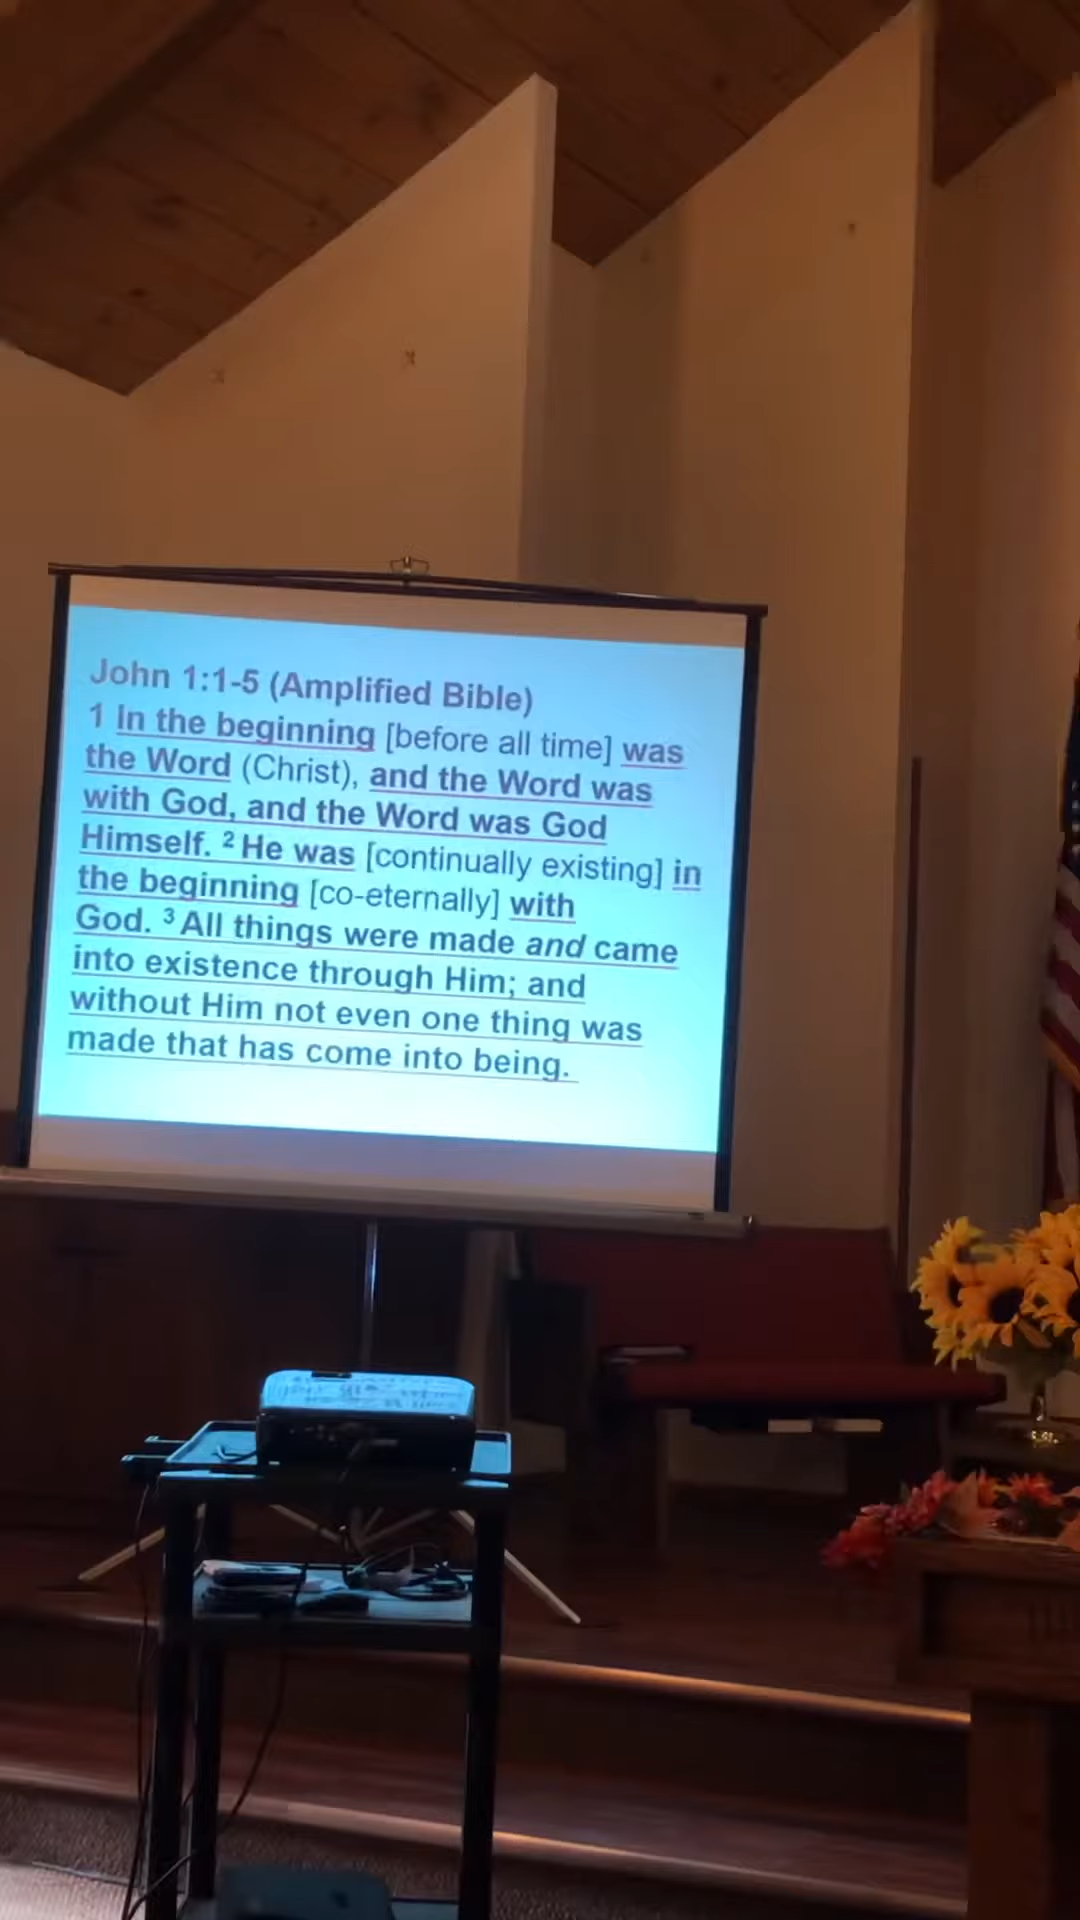 John 1:1-5 (Amplified Bible)
1 In the beginning [before all time] was
the Word (Christ), and the Word was
with God, and the Word was God
Himself. ² He was [continually existing] in
the beginning [co-eternally] with
God. ³ All things were made and came
into existence through Him; and
without Him not even one thing was
made that has come into being.